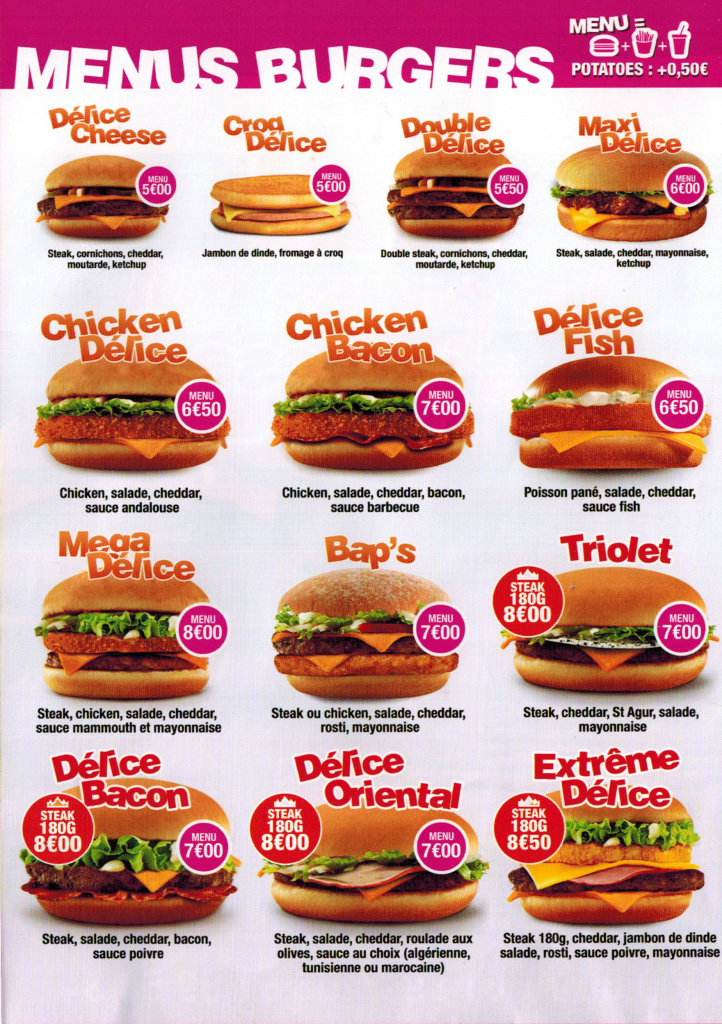 MENUS BURGERS
MENU =
+ +
POTATOES : +0,50€
Délice
Cheese
MENU
5€00
Steak, cornichons, cheddar,
moutarde, ketchup
Croq
Délice
MENU
5€00
Jambon de dinde, fromage à croq
Double
Délice
MENU
5€50
Double steak, cornichons, cheddar,
moutarde, ketchup
Maxi
Délice
MENU
6€00
Steak, salade, cheddar, mayonnaise,
ketchup
Chicken
Délice
MENU
6€50
Chicken, salade, cheddar,
sauce andalouse
Chicken
Bacon
MENU
7€00
Chicken, salade, cheddar, bacon,
sauce barbecue
Délice
Fish
MENU
6€50
Poisson pané, salade, cheddar,
sauce fish
Mega
Délice
MENU
8€00
Steak, chicken, salade, cheddar,
sauce mammouth et mayonnaise
Bap's
MENU
7€00
Steak ou chicken, salade, cheddar,
rosti, mayonnaise
Triolet
STEAK
180G
8€00
MENU
7€00
Steak, cheddar, St Agur, salade,
mayonnaise
Délice
Bacon
STEAK
180G
8€00
MENU
7€00
Steak, salade, cheddar, bacon,
sauce poivre
Délice
Oriental
STEAK
180G
8€00
MENU
7€00
Steak, salade, cheddar, roulade aux
olives, sauce au choix (algérienne,
tunisienne ou marocaine)
Extrême
Délice
STEAK
180G
8€50
Steak 180g, cheddar, jambon de dinde
salade, rosti, sauce poivre, mayonnaise